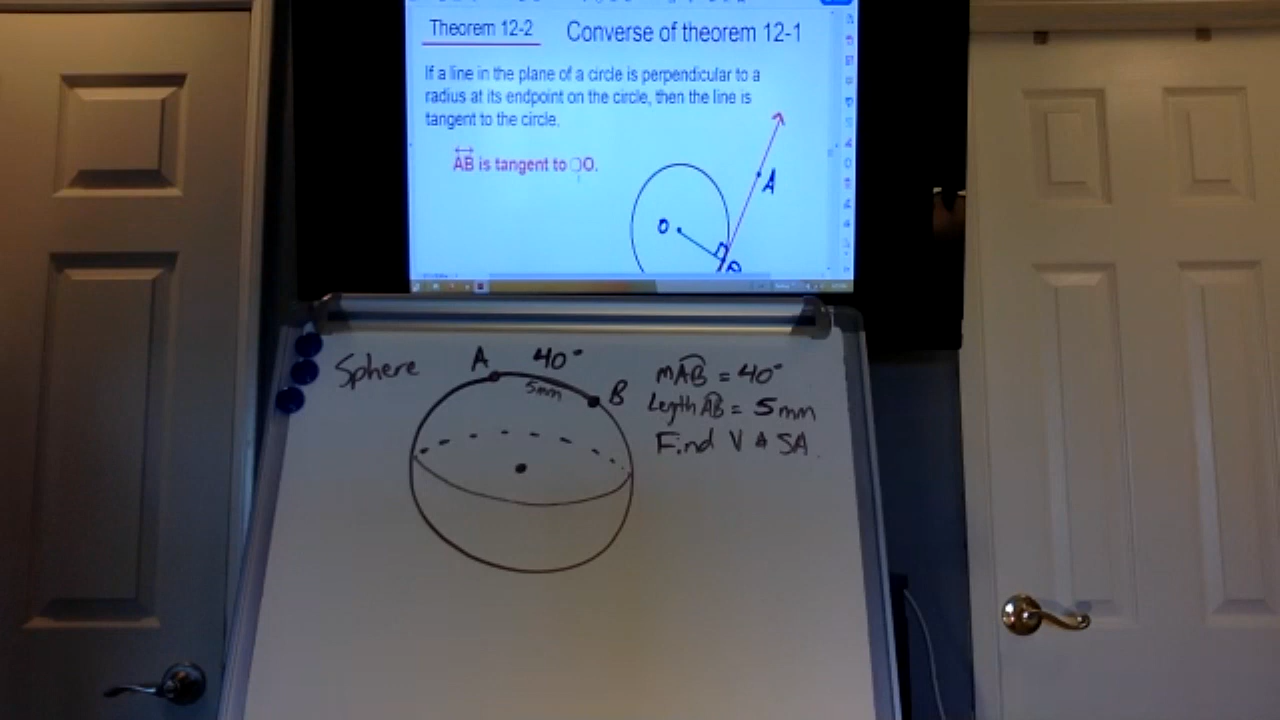 Theorem 12-2
Converse of theorem 12-1
If a line in the plane of a circle is perpendicular to a
radius at its endpoint on the circle, then the line is
tangent to the circle.
AB is tangent to ⊙O.
A
O
Sphere
A 40°
5mm
B
mAB = 40°
Length AB = 5mm
Find V & SA.